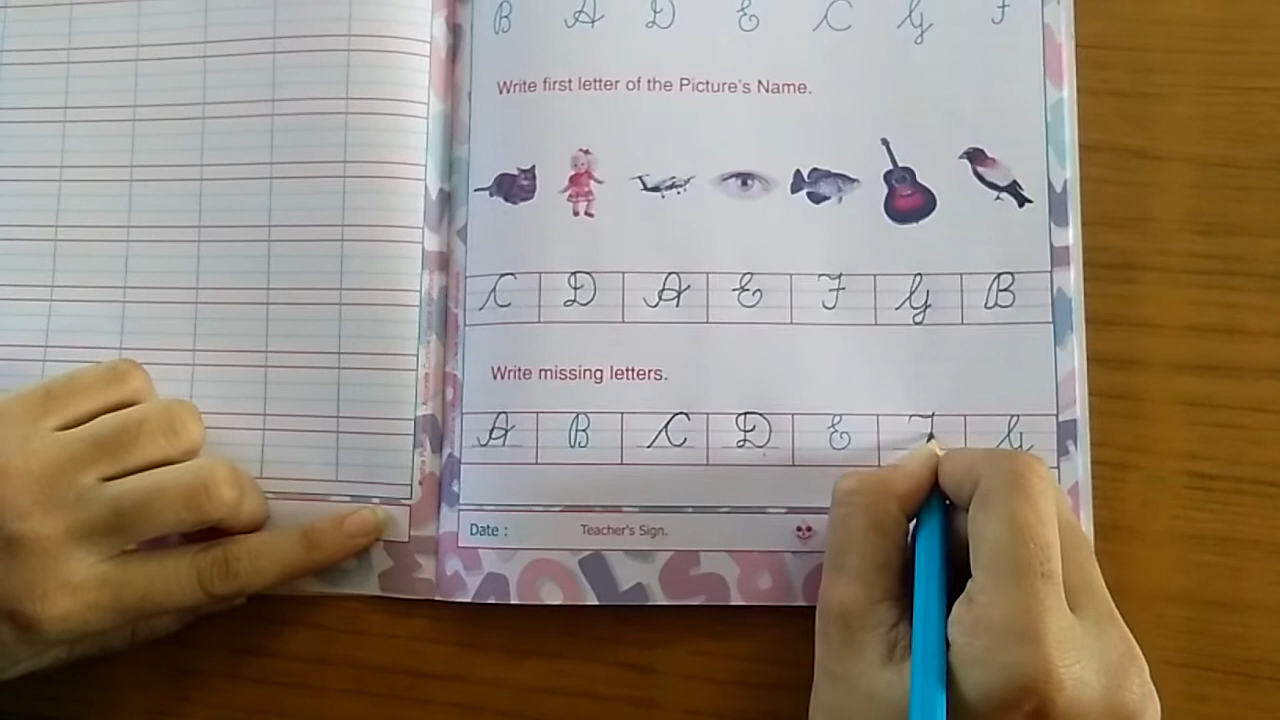 B A D E C G F
Write first letter of the Picture's Name.
C D A E F G B
Write missing letters.
A B C D E F G
Date : Teacher's Sign.